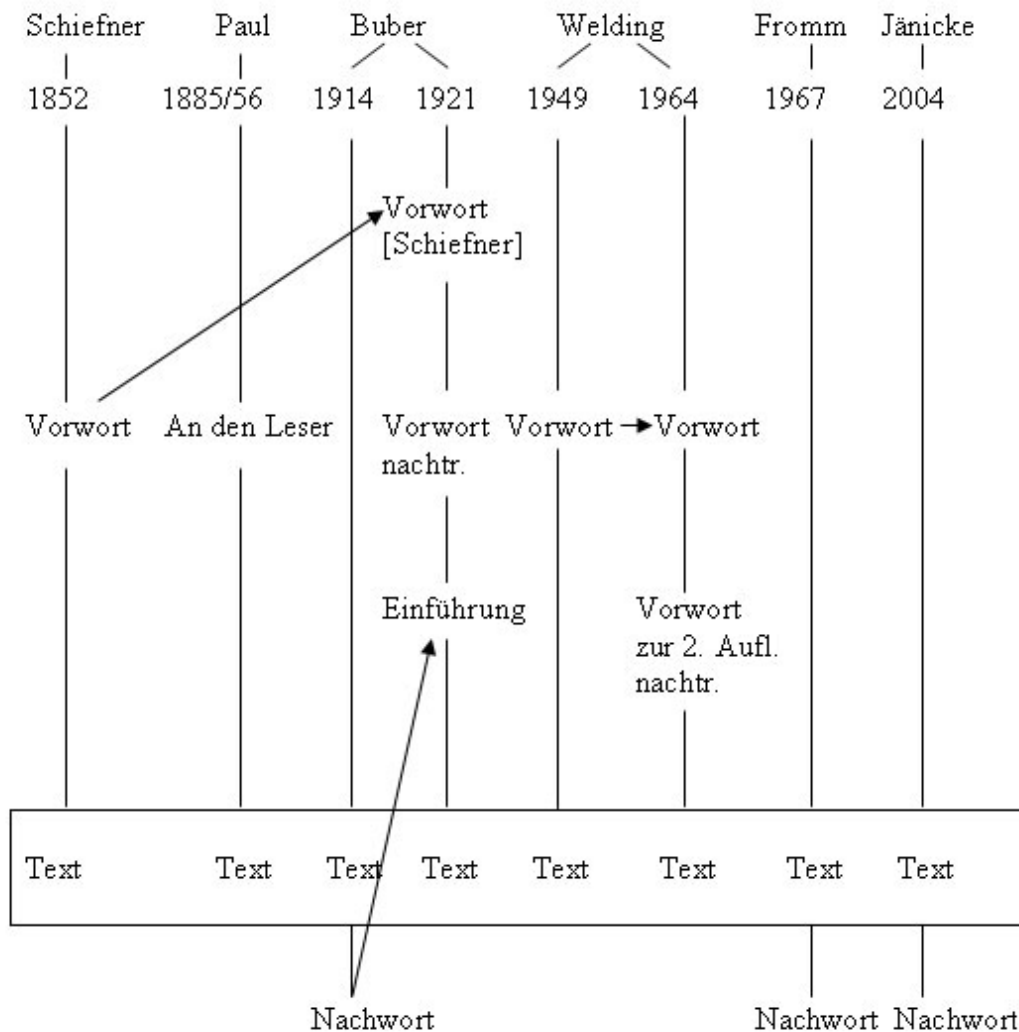 Schiefner Paul Buber Welding Fromm Jänicke
1852 1885/56 1914 1921 1949 1964 1967 2004
Vorwort
[Schiefner]
Vorwort An den Leser Vorwort Vorwort Vorwort
nachtr.
Einführung Vorwort
zur 2. Aufl.
nachtr.
Text Text Text Text Text Text Text Text
Nachwort Nachwort Nachwort